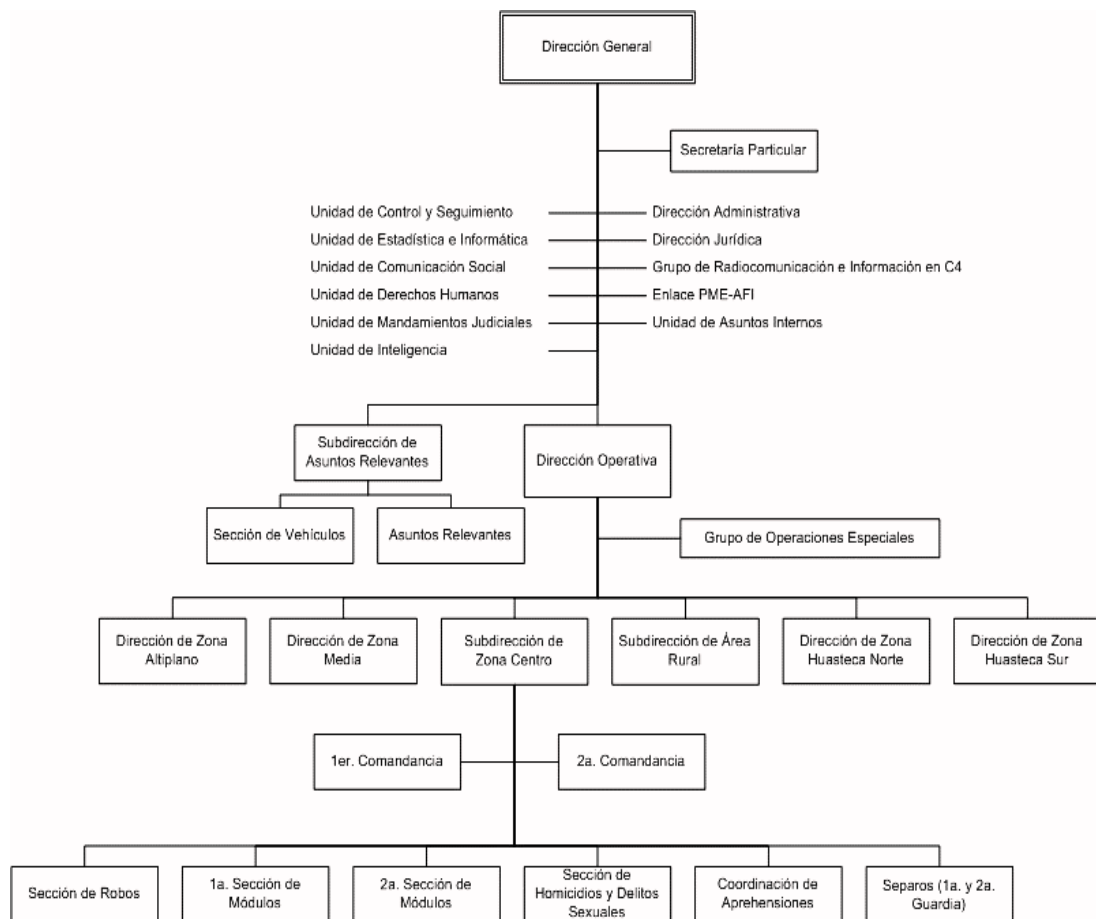 Dirección General
Secretaría Particular
Unidad de Control y Seguimiento
Dirección Administrativa
Unidad de Estadística e Informática
Dirección Jurídica
Unidad de Comunicación Social
Grupo de Radiocomunicación e Información en C4
Unidad de Derechos Humanos
Enlace PME-AFI
Unidad de Mandamientos Judiciales
Unidad de Asuntos Internos
Unidad de Inteligencia
Subdirección de
Asuntos Relevantes
Dirección Operativa
Sección de Vehículos
Asuntos Relevantes
Grupo de Operaciones Especiales
Dirección de Zona
Altiplano
Dirección de Zona
Media
Subdirección de
Zona Centro
Subdirección de Área
Rural
Dirección de Zona
Huasteca Norte
Dirección de Zona
Huasteca Sur
1er. Comandancia
2a. Comandancia
Sección de Robos
1a. Sección de
Módulos
2a. Sección de
Módulos
Sección de
Homicidios y Delitos
Sexuales
Coordinación de
Aprehensiones
Separos (1a. y 2a.
Guardia)